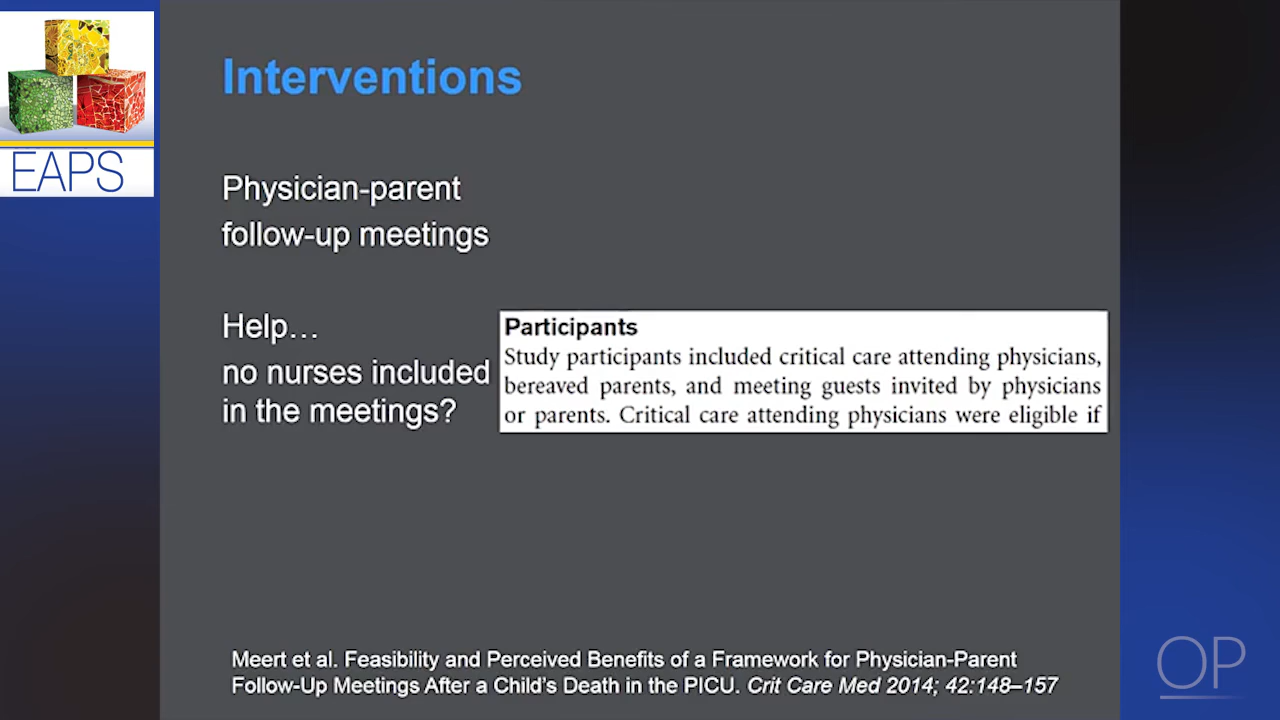 EAPS
Interventions
Physician-parent
follow-up meetings
Help…
no nurses included
in the meetings?
Participants
Study participants included critical care attending physicians,
bereaved parents, and meeting guests invited by physicians
or parents. Critical care attending physicians were eligible if
Meert et al. Feasibility and Perceived Benefits of a Framework for Physician-Parent
Follow-Up Meetings After a Child's Death in the PICU. Crit Care Med 2014; 42:148–157
OP